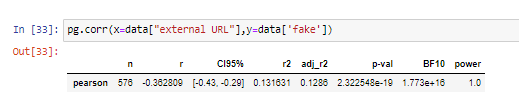 In [33]: pg.corr(x=data["external URL"],y=data['fake'])
Out[33]:
n r CI95% r2 adj_r2 p-val BF10 power
pearson 576 -0.362809 [-0.43, -0.29] 0.131631 0.1286 2.322548e-19 1.773e+16 1.0